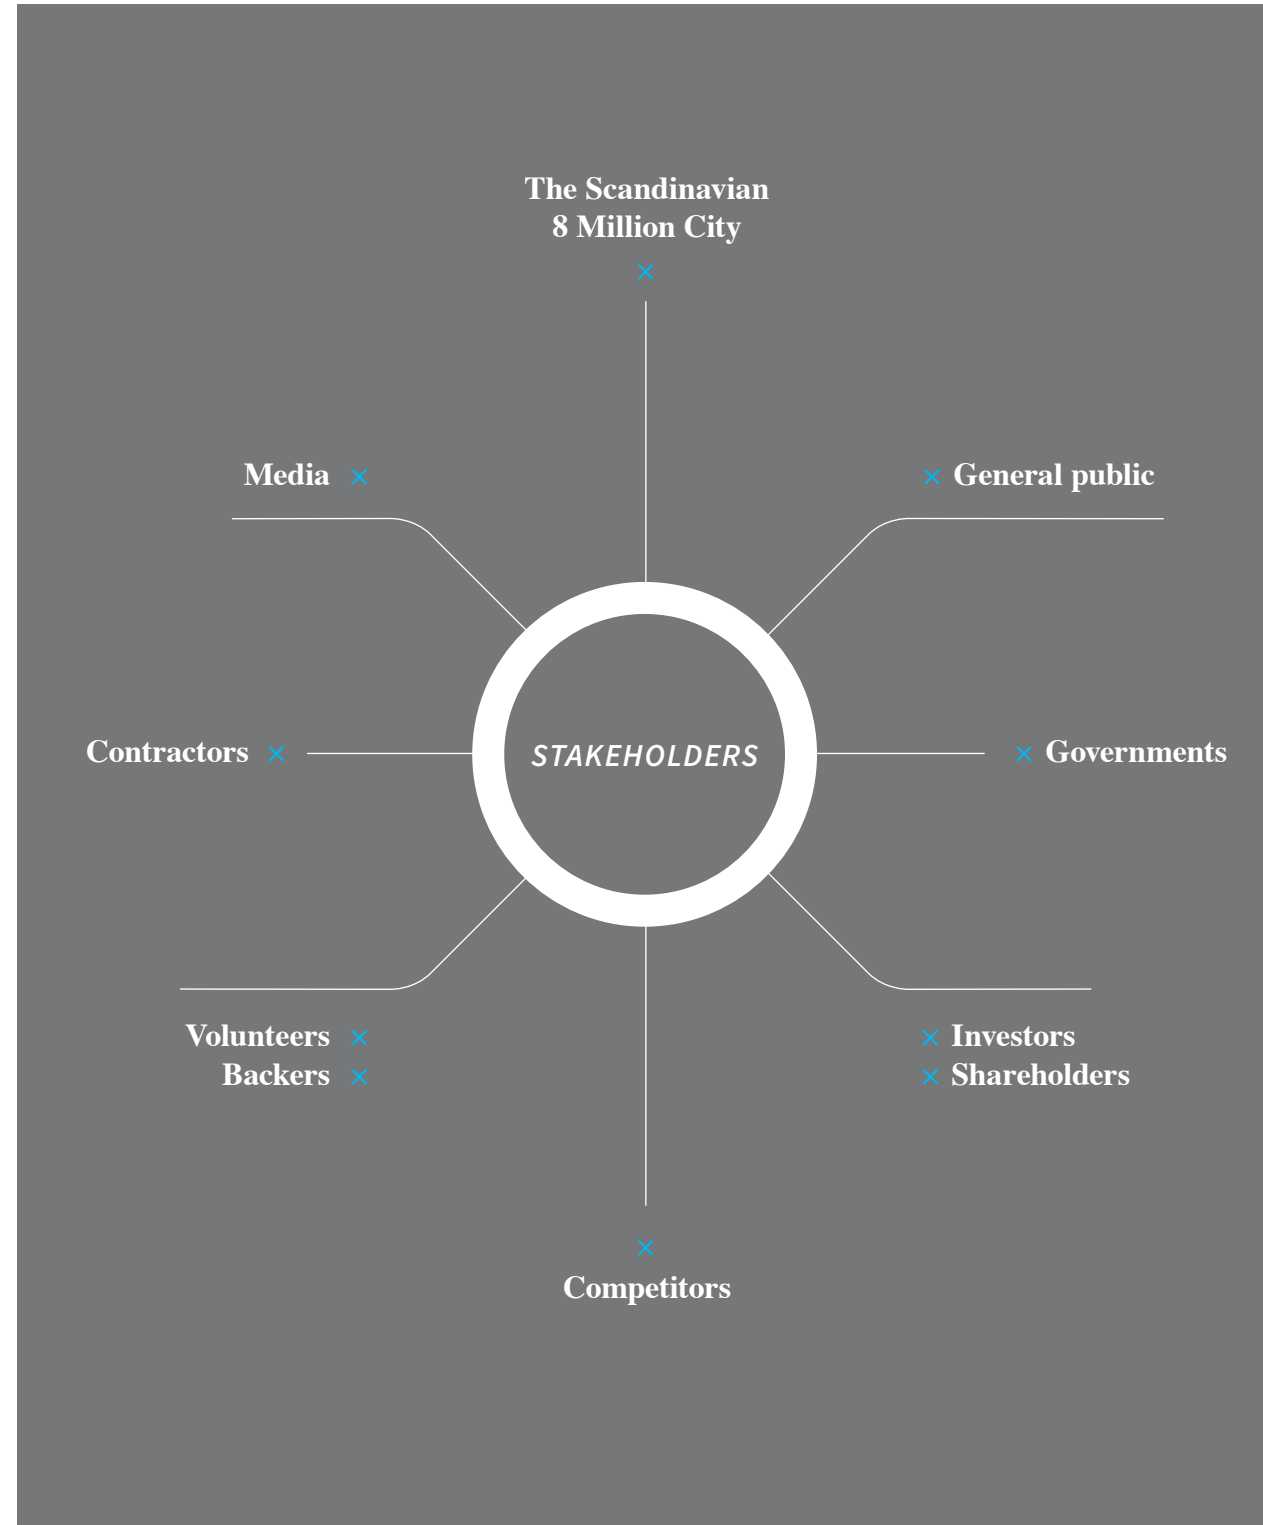 The Scandinavian
8 Million City
Media
General public
Contractors
STAKEHOLDERS
Governments
Volunteers
Backers
Investors
Shareholders
Competitors